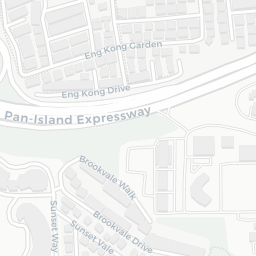 Eng Kong Garden
Eng Kong Drive
Pan-Island Expressway
Brookvale Walk
Sunset Way
Brookvale Drive
Sunset Vale